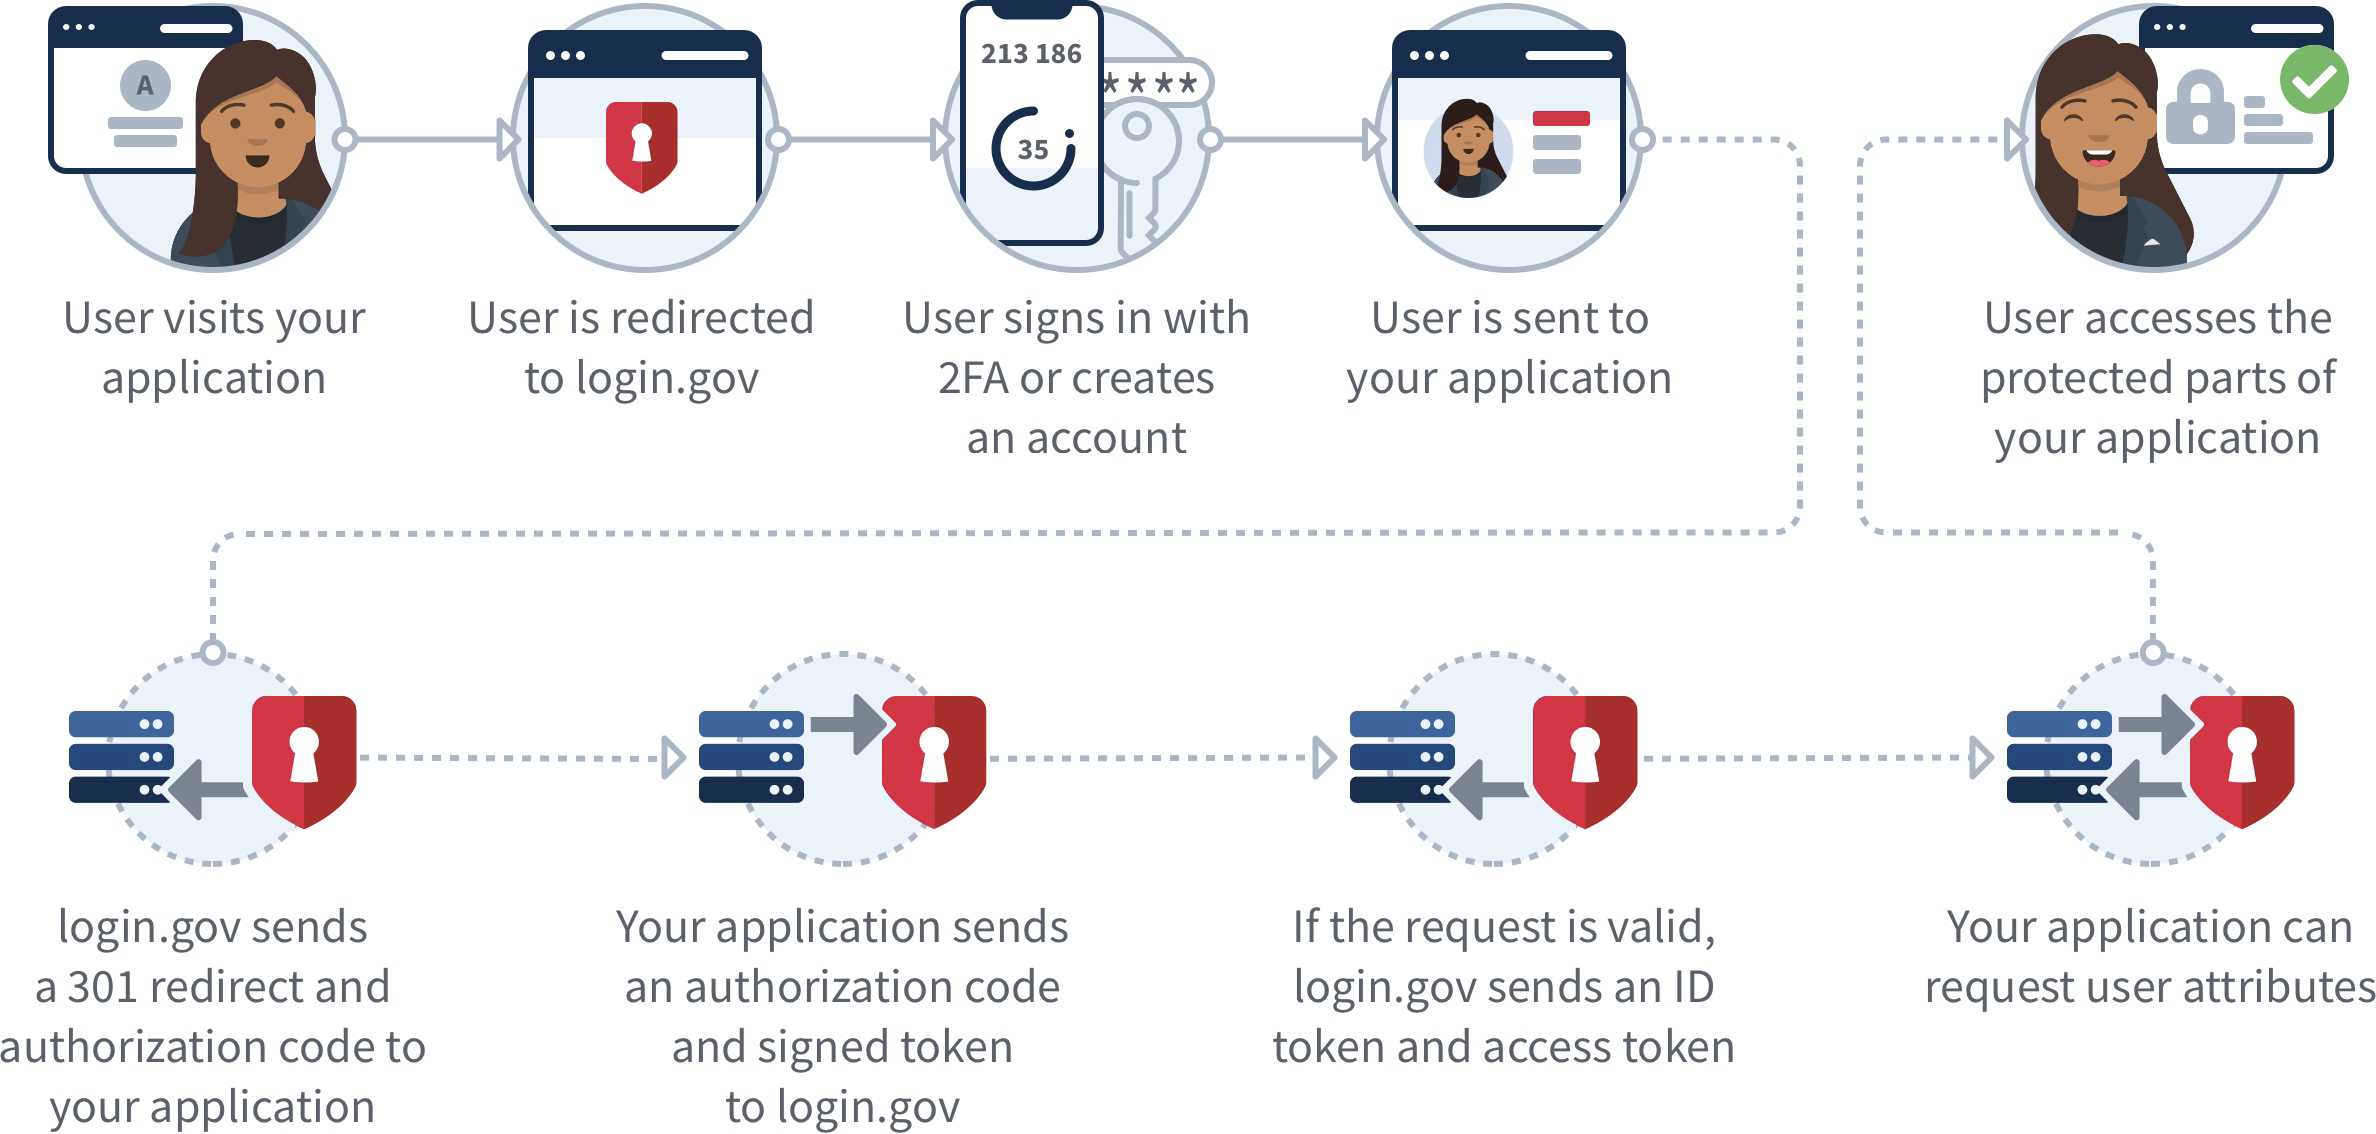 A
213 186
****
35
User visits your
application
User is redirected
to login.gov
User signs in with
2FA or creates
an account
User is sent to
your application
User accesses the
protected parts of
your application
login.gov sends
a 301 redirect and
authorization code to
your application
Your application sends
an authorization code
and signed token
to login.gov
If the request is valid,
login.gov sends an ID
token and access token
Your application can
request user attributes